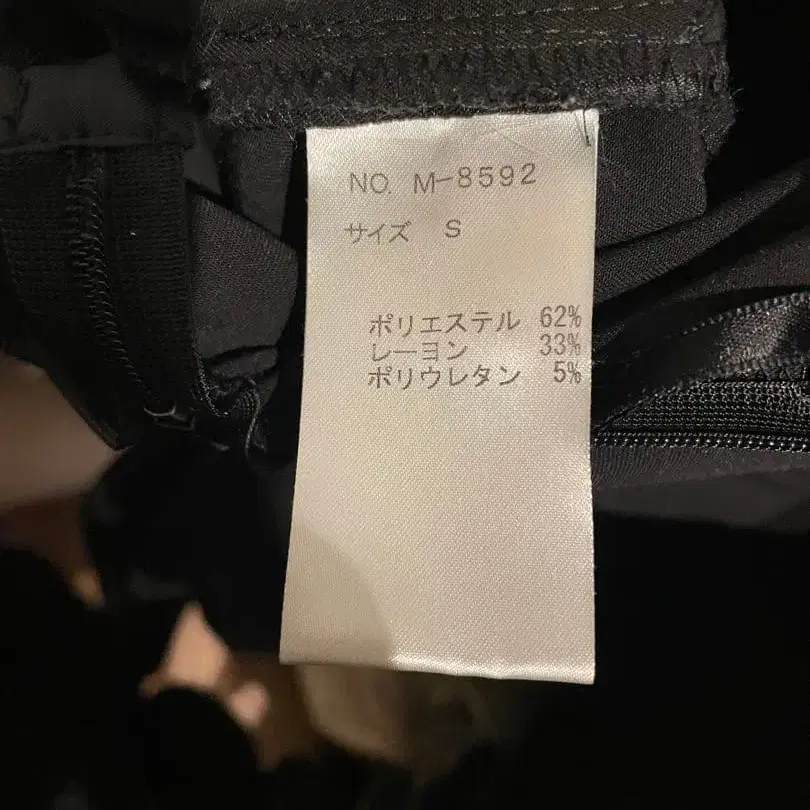 NO. M-8592
サイズ S
ポリエステル 62%
レーヨン 33%
ポリウレタン 5%